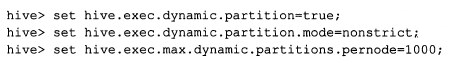 hive> set hive.exec.dynamic.partition=true;
hive> set hive.exec.dynamic.partition.mode=nonstrict;
hive> set hive.exec.max.dynamic.partitions.pernode=1000;